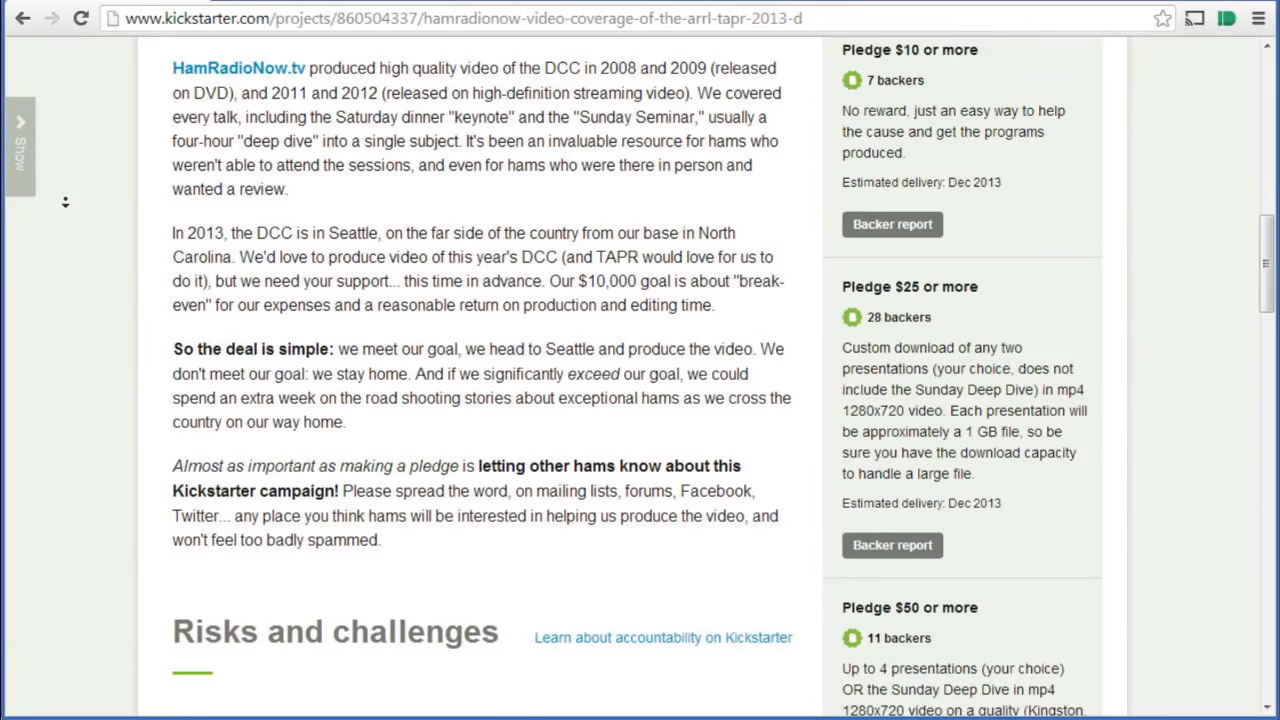 www.kickstarter.com/projects/860504337/hamradionow-video-coverage-of-the-arrl-tapr-2013-d
Show
HamRadioNow.tv produced high quality video of the DCC in 2008 and 2009 (released
on DVD), and 2011 and 2012 (released on high-definition streaming video). We covered
every talk, including the Saturday dinner "keynote" and the "Sunday Seminar," usually a
four-hour "deep dive" into a single subject. It's been an invaluable resource for hams who
weren't able to attend the sessions, and even for hams who were there in person and
wanted a review.
In 2013, the DCC is in Seattle, on the far side of the country from our base in North
Carolina. We'd love to produce video of this year's DCC (and TAPR would love for us to
do it), but we need your support... this time in advance. Our $10,000 goal is about "break-
even" for our expenses and a reasonable return on production and editing time.
So the deal is simple: we meet our goal, we head to Seattle and produce the video. We
don't meet our goal: we stay home. And if we significantly exceed our goal, we could
spend an extra week on the road shooting stories about exceptional hams as we cross the
country on our way home.
Almost as important as making a pledge is letting other hams know about this
Kickstarter campaign! Please spread the word, on mailing lists, forums, Facebook,
Twitter... any place you think hams will be interested in helping us produce the video, and
won't feel too badly spammed.
Risks and challenges
Learn about accountability on Kickstarter
Pledge $10 or more
7 backers
No reward, just an easy way to help
the cause and get the programs
produced.
Estimated delivery: Dec 2013
Backer report
Pledge $25 or more
28 backers
Custom download of any two
presentations (your choice, does not
include the Sunday Deep Dive) in mp4
1280x720 video. Each presentation will
be approximately a 1 GB file, so be
sure you have the download capacity
to handle a large file.
Estimated delivery: Dec 2013
Backer report
Pledge $50 or more
11 backers
Up to 4 presentations (your choice)
OR the Sunday Deep Dive in mp4
1280x720 video on a quality (Kingston,